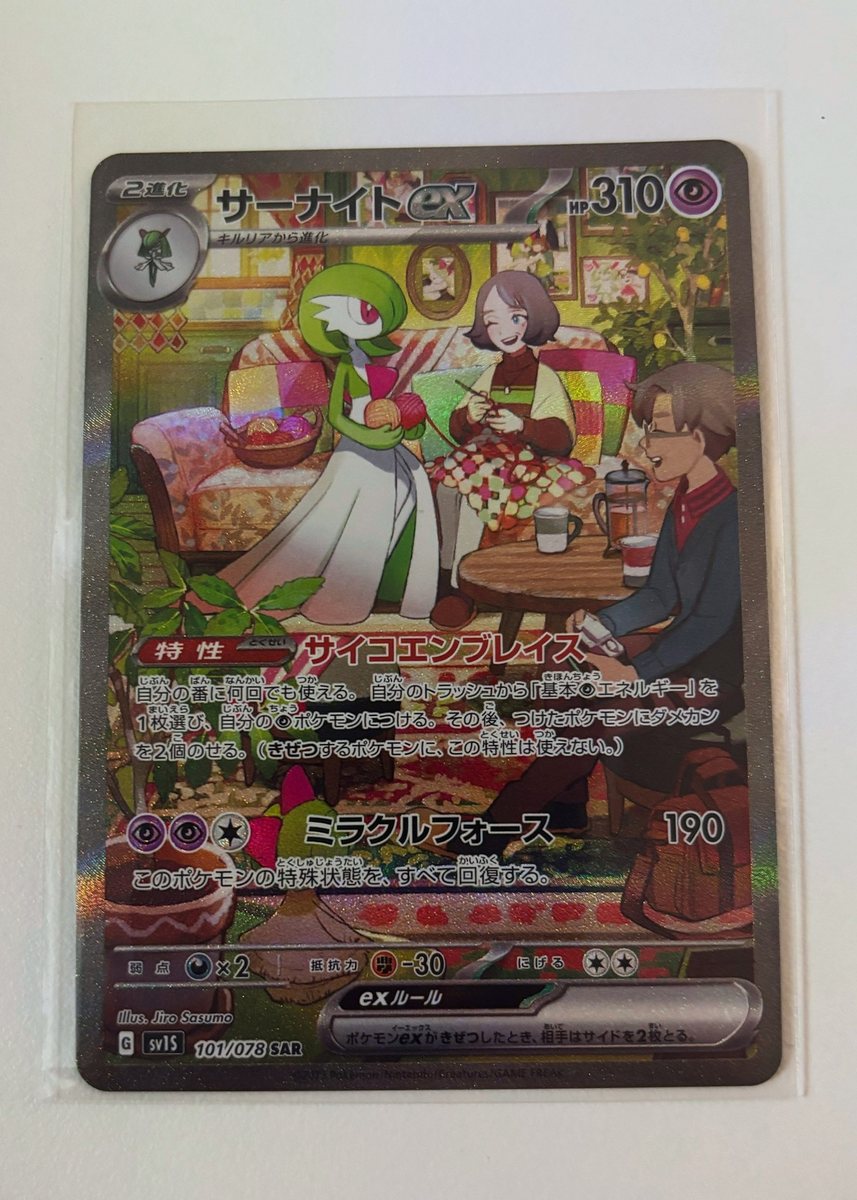 2進化
サーナイトex
HP310
キルリアから進化
特性
とくせい
サイコエンブレイス
自分の番に何回でも使える。自分のトラッシュから「基本エネルギー」を
1枚選び、自分のポケモンにつける。その後、つけたポケモンにダメカン
を2個のせる。(きぜつするポケモンに、この特性は使えない。)
ミラクルフォース 190
このポケモンの特殊状態を、すべて回復する。
弱点 ×2 抵抗力 -30 にげる
exルール
ポケモンexがきぜつしたとき、相手はサイドを2枚とる。
Illus. Jiro Sasumo
G sv1S 101/078 SAR
©2023 Pokémon/Nintendo/Creatures/GAME FREAK